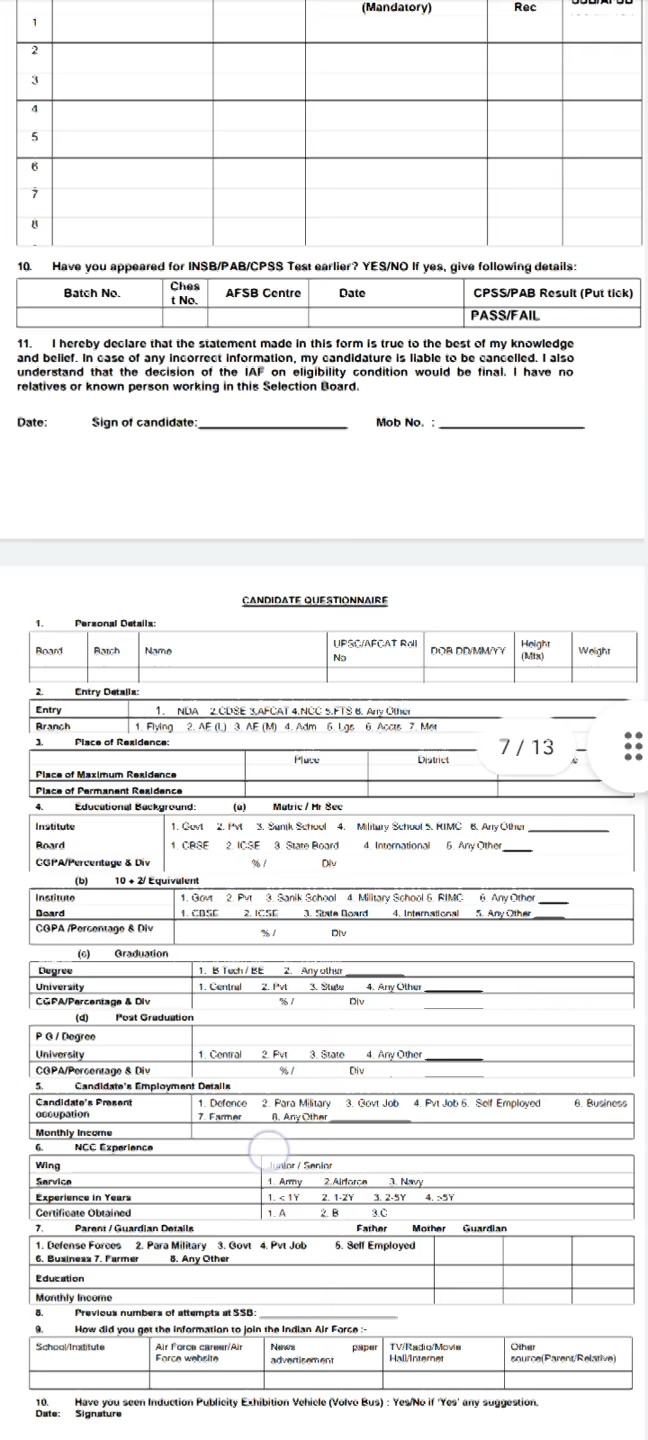 (Mandatory) Rec
1
2
3
4
5
6
7
8
10. Have you appeared for INSB/PAB/CPSS Test earlier? YES/NO If yes, give following details:
Batch No. Ches t No. AFSB Centre Date CPSS/PAB Result (Put tick)
PASS/FAIL
11. I hereby declare that the statement made in this form is true to the best of my knowledge
and belief. In case of any incorrect information, my candidature is liable to be cancelled. I also
understand that the decision of the IAF on eligibility condition would be final. I have no
relatives or known person working in this Selection Board.
Date: Sign of candidate: Mob No. :
CANDIDATE QUESTIONNAIRE
1. Personal Details:
Board Batch Name UPSC/AFCAT Roll No DOB DD/MM/YY Height (Mts) Weight
2. Entry Details:
Entry 1. NDA 2.CDSE 3.AFCAT 4.NCC 5.FTS 6. Any Other
Branch 1. Flying 2. AE (L) 3. AE (M) 4. Adm 5. Lgs 6. Accts 7. Met
3. Place of Residence:
7 / 13
Place District
Place of Maximum Residence
Place of Permanent Residence
4. Educational Background: (a) Matric / Hr Sec
Institute 1. Govt 2. Pvt 3. Sanik School 4. Military School 5. RIMC 6. Any Other
Board 1. CBSE 2. ICSE 3. State Board 4. International 5. Any Other
CGPA/Percentage & Div % / Div
(b) 10 + 2/ Equivalent
Institute 1. Govt 2. Pvt 3. Sanik School 4. Military School 5 RIMC 6. Any Other
Board 1. CBSE 2. ICSE 3. State Board 4. International 5. Any Other
CGPA /Percentage & Div % / Div
(c) Graduation
Degree 1. B Tech / BE 2. Any other
University 1. Central 2. Pvt 3. State 4. Any Other
CGPA/Percentage & Div % / Div
(d) Post Graduation
P G / Degree
University 1. Central 2. Pvt 3. State 4. Any Other
CGPA/Percentage & Div % / Div
5. Candidate's Employment Details
Candidate's Present occupation 1. Defence 2. Para Military 3. Govt Job 4. Pvt Job 5. Self Employed 6. Business
7. Farmer 8. Any Other
Monthly Income
6. NCC Experience
Wing Junior / Senior
Service 1. Army 2.Airforce 3. Navy
Experience in Years 1. < 1Y 2. 1-2Y 3. 2-5Y 4. >5Y
Certificate Obtained 1. A 2. B 3.C
7. Parent / Guardian Details Father Mother Guardian
1. Defense Forces 2. Para Military 3. Govt 4. Pvt Job 5. Self Employed
6. Business 7. Farmer 8. Any Other
Education
Monthly Income
8. Previous numbers of attempts at SSB:
9. How did you get the information to join the Indian Air Force :-
School/Institute Air Force career/Air Force website News paper advertisement TV/Radio/Movie Hall/Internet Other source(Parent/Relative)
10. Have you seen Induction Publicity Exhibition Vehicle (Volvo Bus) : Yes/No if 'Yes' any suggestion.
Date: Signature